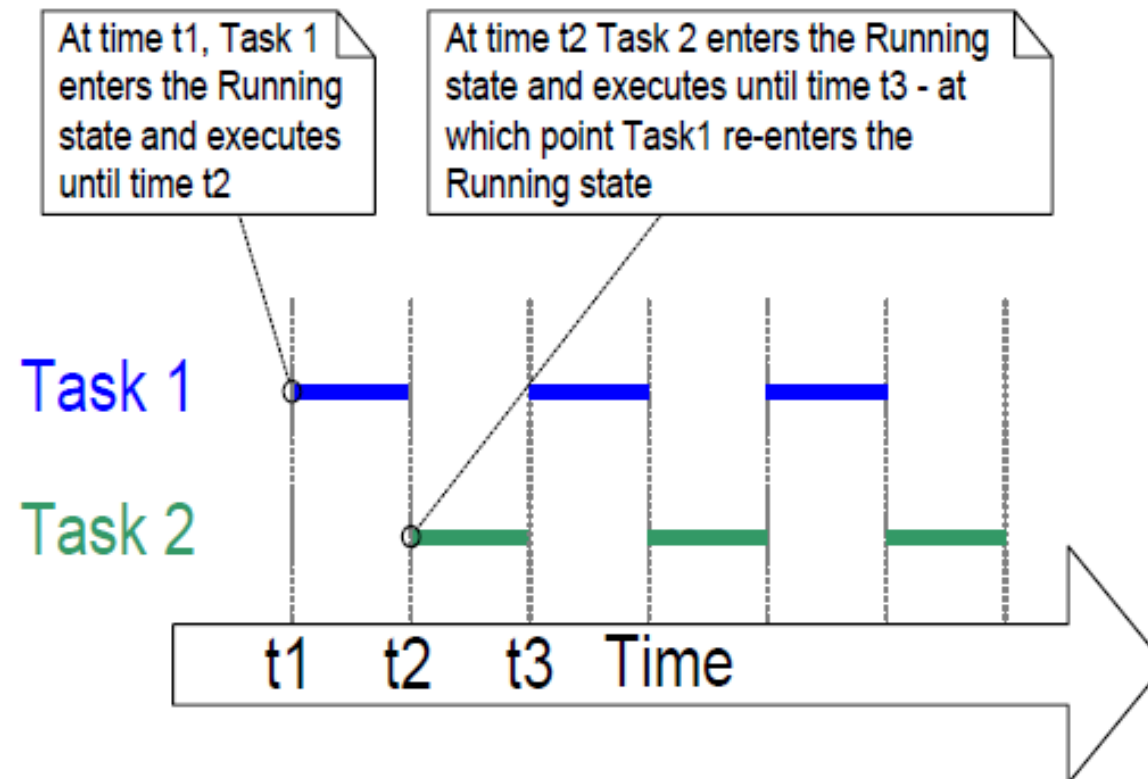 At time t1, Task 1
enters the Running
state and executes
until time t2
At time t2 Task 2 enters the Running
state and executes until time t3 - at
which point Task1 re-enters the
Running state
Task 1
Task 2
t1 t2 t3 Time